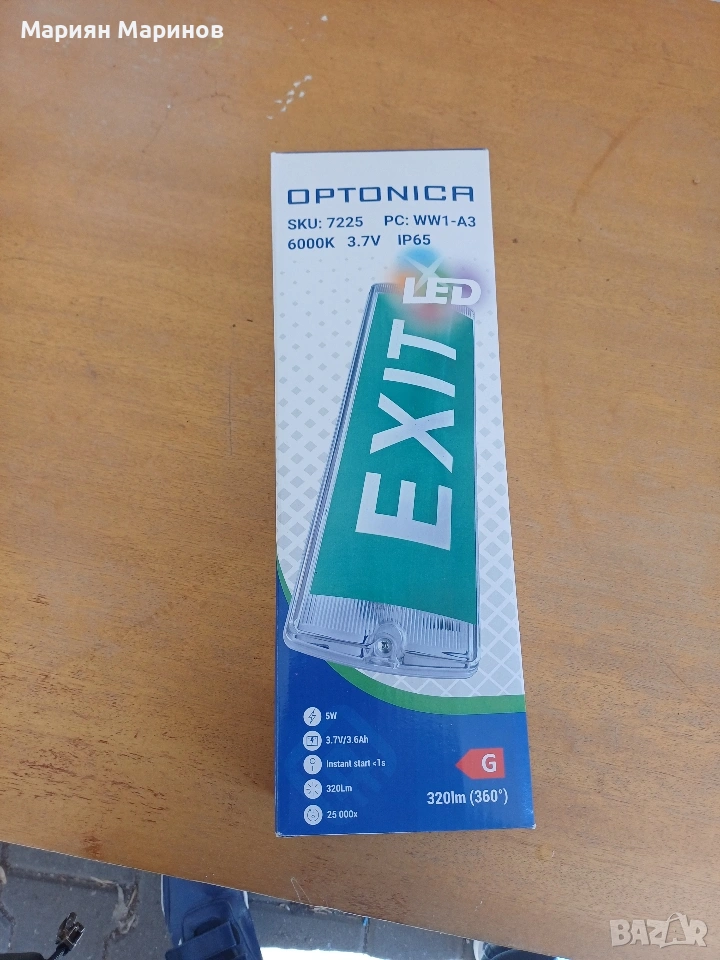 Мариян Маринов
OPTONICA
SKU: 7225 PC: WW1-A3
6000K 3.7V IP65
LED
EXIT
5W
3.7V/3.6Ah
Instant start <1s
320Lm
25 000x
G
320lm (360°)
BAZAR